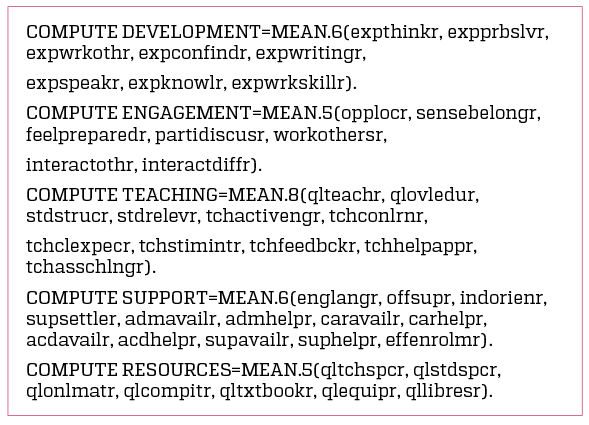 COMPUTE DEVELOPMENT=MEAN.6(expthinkr, expprbslvr,
expwrkothr, expconfindr, expwritingr,
expspeakr, expknowlr, expwrkskillr).
COMPUTE ENGAGEMENT=MEAN.5(opplocr, sensebelongr,
feelpreparedr, partidiscusr, workothersr,
interactothr, interactdiffr).
COMPUTE TEACHING=MEAN.8(qlteachr, qlovledur,
stdstrucr, stdrelevr, tchactivengr, tchconlrnr,
tchclexpecr, tchstimintr, tchfeedbckr, tchhelpappr,
tchasschlngr).
COMPUTE SUPPORT=MEAN.6(englangr, offsupr, indorienr,
supsettler, admavailr, admhelpr, caravailr, carhelpr,
acdavailr, acdhelpr, supavailr, suphelpr, effenrolmr).
COMPUTE RESOURCES=MEAN.5(qltchspcr, qlstdspcr,
qlonlmatr, qlcompitr, qltxtbookr, qlequipr, qllibresr).